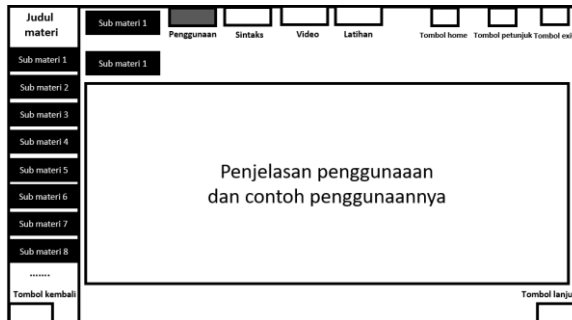 Judul
materi
Sub materi 1
Sub materi 2
Sub materi 3
Sub materi 4
Sub materi 5
Sub materi 6
Sub materi 7
Sub materi 8
.......
Tombol kembali
Sub materi 1
Penggunaan
Sintaks
Video
Latihan
Tombol home
Tombol petunjuk
Tombol exi
Sub materi 1
Penjelasan penggunaaan
dan contoh penggunaannya
Tombol lanju